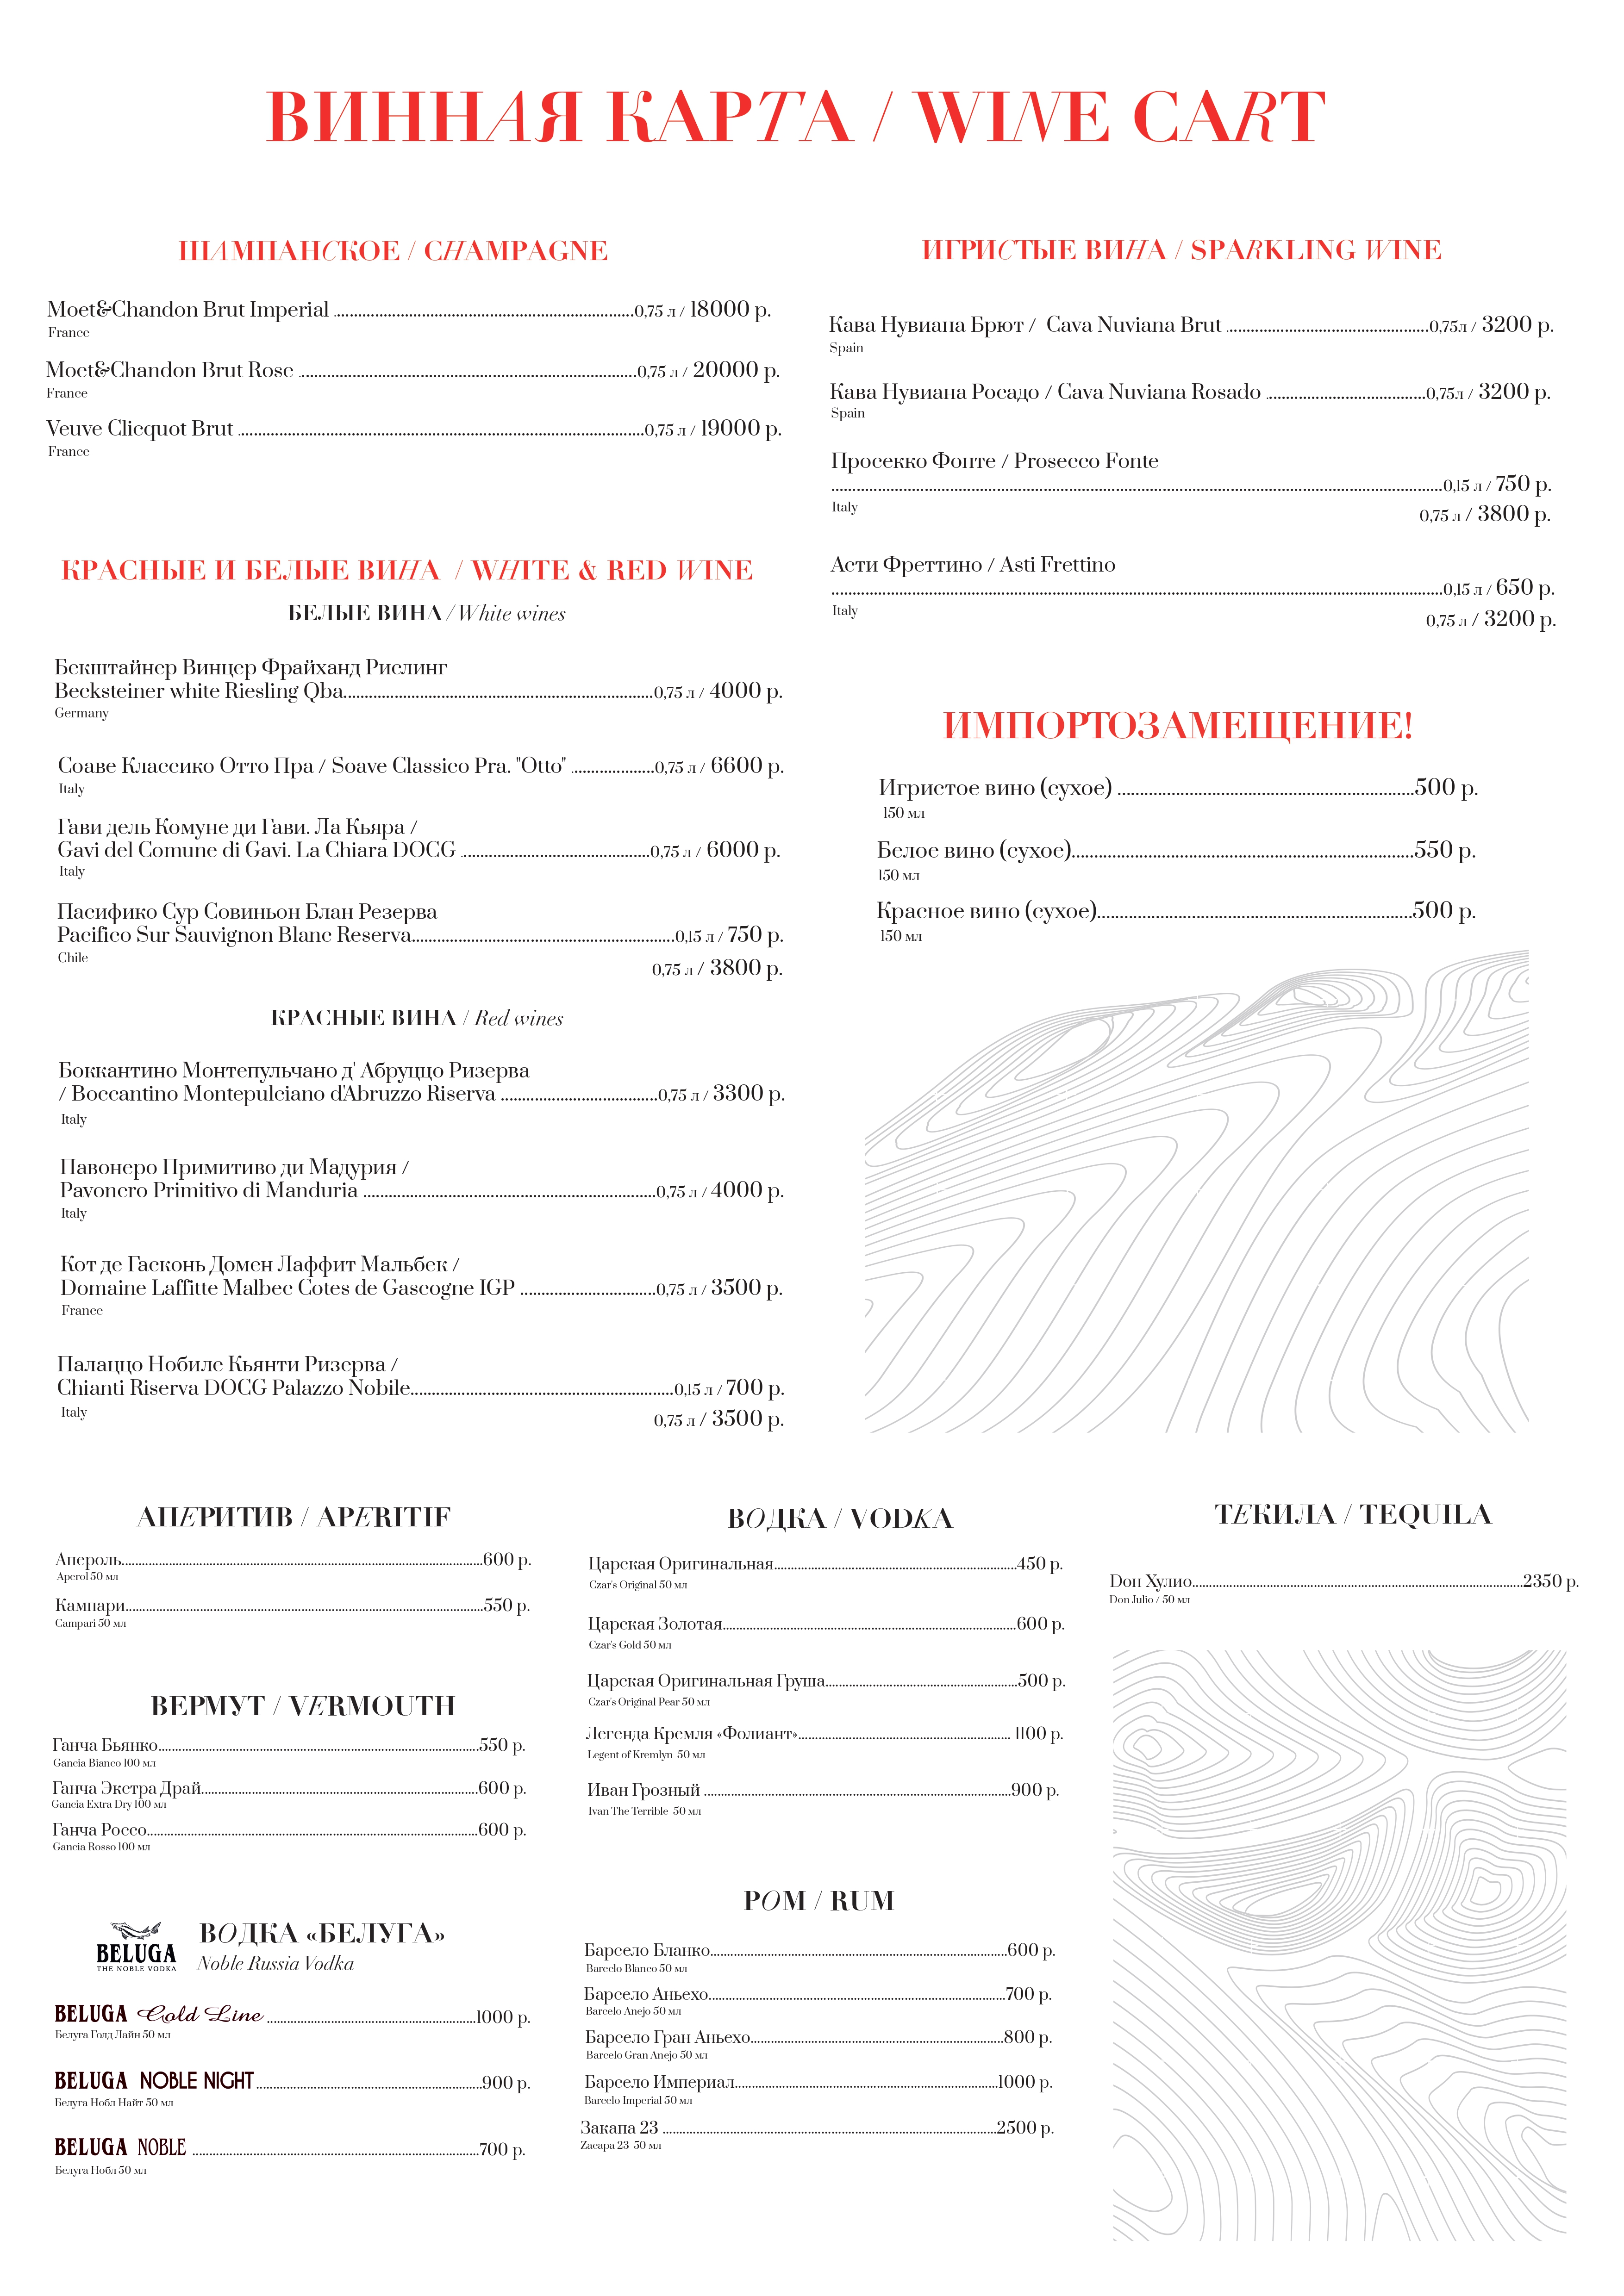 ВИННАЯ КАРТА / WINE CART
ШАМПАНСКОЕ / CHAMPAGNE
Moet&Chandon Brut Imperial ........0,75 л / 18000 р.
France
Moet&Chandon Brut Rose ........0,75 л / 20000 р.
France
Veuve Clicquot Brut ........0,75 л / 19000 р.
France
КРАСНЫЕ И БЕЛЫЕ ВИНА / WHITE & RED WINE
БЕЛЫЕ ВИНА / White wines
Бекштайнер Винцер Фрайханд Рислинг
Becksteiner white Riesling Qba........0,75 л / 4000 р.
Germany
Соаве Классико Отто Пра / Soave Classico Pra. "Otto" ........0,75 л / 6600 р.
Italy
Гави дель Комуне ди Гави. Ла Кьяра /
Gavi del Comune di Gavi. La Chiara DOCG ........0,75 л / 6000 р.
Italy
Пасифико Сур Совиньон Блан Резерва
Pacifico Sur Sauvignon Blanc Reserva........0,15 л / 750 р.
Chile
0,75 л / 3800 р.
КРАСНЫЕ ВИНА / Red wines
Боккантино Монтепульчано д' Абруццо Ризерва
/ Boccantino Montepulciano d'Abruzzo Riserva ........0,75 л / 3300 р.
Italy
Павонеро Примитиво ди Мадурия /
Pavonero Primitivo di Manduria ........0,75 л / 4000 р.
Italy
Кот де Гасконь Домен Лаффит Мальбек /
Domaine Laffitte Malbec Cotes de Gascogne IGP ........0,75 л / 3500 р.
France
Палаццо Нобиле Кьянти Ризерва /
Chianti Riserva DOCG Palazzo Nobile........0,15 л / 700 р.
Italy
0,75 л / 3500 р.
ИГРИСТЫЕ ВИНА / SPARKLING WINE
Кава Нувиана Брют / Cava Nuviana Brut ........0,75л / 3200 р.
Spain
Кава Нувиана Росадо / Cava Nuviana Rosado ........0,75л / 3200 р.
Spain
Просекко Фонте / Prosecco Fonte
........0,15 л / 750 р.
Italy
0,75 л / 3800 р.
Асти Фреттино / Asti Frettino
........0,15 л / 650 р.
Italy
0,75 л / 3200 р.
ИМПОРТОЗАМЕЩЕНИЕ!
Игристое вино (сухое) ........500 р.
150 мл
Белое вино (сухое)........550 р.
150 мл
Красное вино (сухое)........500 р.
150 мл
АПЕРИТИВ / APERITIF
Апероль........600 р.
Aperol 50 мл
Кампари........550 р.
Campari 50 мл
ВЕРМУТ / VERMOUTH
Ганча Бьянко........550 р.
Gancia Bianco 100 мл
Ганча Экстра Драй........600 р.
Gancia Extra Dry 100 мл
Ганча Россо........600 р.
Gancia Rosso 100 мл
BELUGA
THE NOBLE VODKA
ВОДКА «БЕЛУГА»
Noble Russia Vodka
BELUGA Gold Line ........1000 р.
Белуга Голд Лайн 50 мл
BELUGA NOBLE NIGHT........900 р.
Белуга Нобл Найт 50 мл
BELUGA NOBLE ........700 р.
Белуга Нобл 50 мл
ВОДКА / VODKA
Царская Оригинальная........450 р.
Czar's Original 50 мл
Царская Золотая........600 р.
Czar's Gold 50 мл
Царская Оригинальная Груша........500 р.
Czar's Original Pear 50 мл
Легенда Кремля «Фолиант»........ 1100 р.
Legent of Kremlyn 50 мл
Иван Грозный ........900 р.
Ivan The Terrible 50 мл
РОМ / RUM
Барсело Бланко........600 р.
Barcelo Blanco 50 мл
Барсело Аньехо........700 р.
Barcelo Anejo 50 мл
Барсело Гран Аньехо........800 р.
Barcelo Gran Anejo 50 мл
Барсело Империал........1000 р.
Barcelo Imperial 50 мл
Закапа 23 ........2500 р.
Zacapa 23 50 мл
ТЕКИЛА / TEQUILA
Dон Хулио........2350 р.
Don Julio / 50 мл